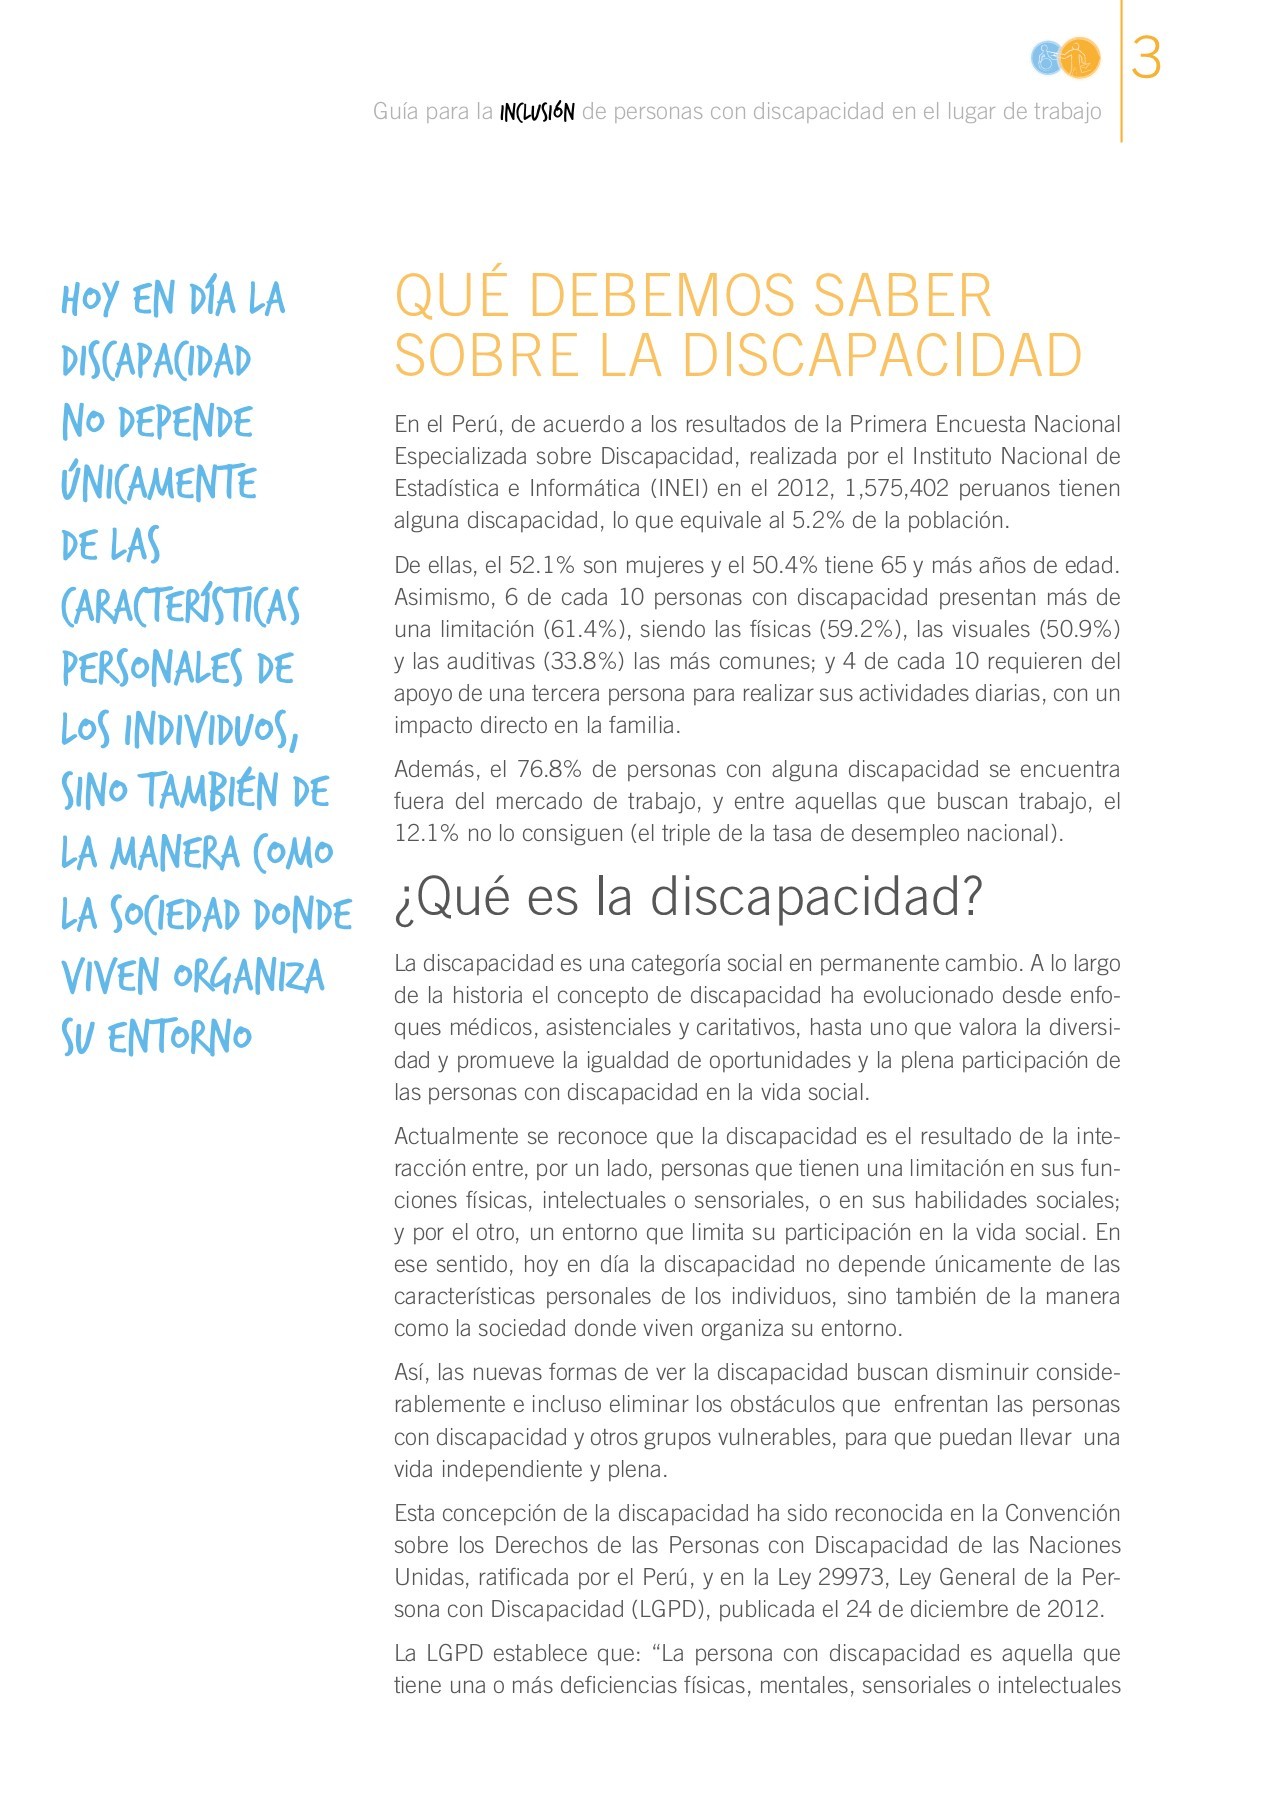 3
Guía para la INCLUSIÓN de personas con discapacidad en el lugar de trabajo
HOY EN DÍA LA
DISCAPACIDAD
NO DEPENDE
ÚNICAMENTE
DE LAS
CARACTERÍSTICAS
PERSONALES DE
LOS INDIVIDUOS,
SINO TAMBIÉN DE
LA MANERA COMO
LA SOCIEDAD DONDE
VIVEN ORGANIZA
SU ENTORNO
QUÉ DEBEMOS SABER
SOBRE LA DISCAPACIDAD
En el Perú, de acuerdo a los resultados de la Primera Encuesta Nacional
Especializada sobre Discapacidad, realizada por el Instituto Nacional de
Estadística e Informática (INEI) en el 2012, 1,575,402 peruanos tienen
alguna discapacidad, lo que equivale al 5.2% de la población.
De ellas, el 52.1% son mujeres y el 50.4% tiene 65 y más años de edad.
Asimismo, 6 de cada 10 personas con discapacidad presentan más de
una limitación (61.4%), siendo las físicas (59.2%), las visuales (50.9%)
y las auditivas (33.8%) las más comunes; y 4 de cada 10 requieren del
apoyo de una tercera persona para realizar sus actividades diarias, con un
impacto directo en la familia.
Además, el 76.8% de personas con alguna discapacidad se encuentra
fuera del mercado de trabajo, y entre aquellas que buscan trabajo, el
12.1% no lo consiguen (el triple de la tasa de desempleo nacional).
¿Qué es la discapacidad?
La discapacidad es una categoría social en permanente cambio. A lo largo
de la historia el concepto de discapacidad ha evolucionado desde enfo-
ques médicos, asistenciales y caritativos, hasta uno que valora la diversi-
dad y promueve la igualdad de oportunidades y la plena participación de
las personas con discapacidad en la vida social.
Actualmente se reconoce que la discapacidad es el resultado de la inte-
racción entre, por un lado, personas que tienen una limitación en sus fun-
ciones físicas, intelectuales o sensoriales, o en sus habilidades sociales;
y por el otro, un entorno que limita su participación en la vida social. En
ese sentido, hoy en día la discapacidad no depende únicamente de las
características personales de los individuos, sino también de la manera
como la sociedad donde viven organiza su entorno.
Así, las nuevas formas de ver la discapacidad buscan disminuir conside-
rablemente e incluso eliminar los obstáculos que enfrentan las personas
con discapacidad y otros grupos vulnerables, para que puedan llevar una
vida independiente y plena.
Esta concepción de la discapacidad ha sido reconocida en la Convención
sobre los Derechos de las Personas con Discapacidad de las Naciones
Unidas, ratificada por el Perú, y en la Ley 29973, Ley General de la Per-
sona con Discapacidad (LGPD), publicada el 24 de diciembre de 2012.
La LGPD establece que: “La persona con discapacidad es aquella que
tiene una o más deficiencias físicas, mentales, sensoriales o intelectuales